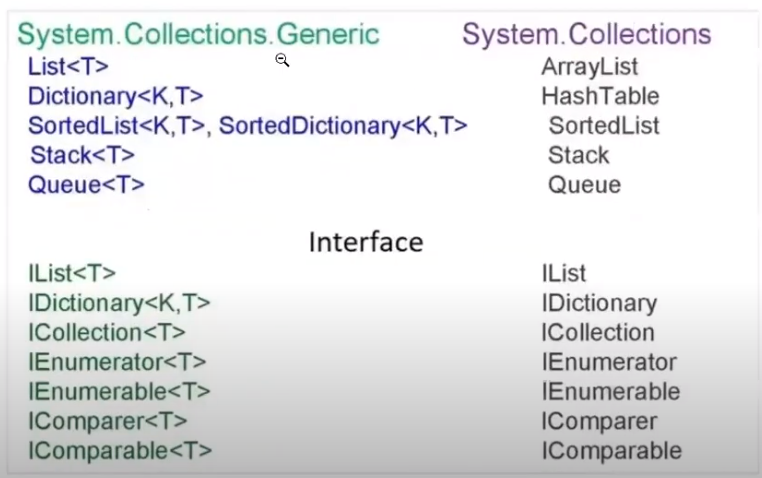 System.Collections.Generic System.Collections
List<T> ArrayList
Dictionary<K,T> HashTable
SortedList<K,T>, SortedDictionary<K,T> SortedList
Stack<T> Stack
Queue<T> Queue
Interface
IList<T> IList
IDictionary<K,T> IDictionary
ICollection<T> ICollection
IEnumerator<T> IEnumerator
IEnumerable<T> IEnumerable
IComparer<T> IComparer
IComparable<T> IComparable